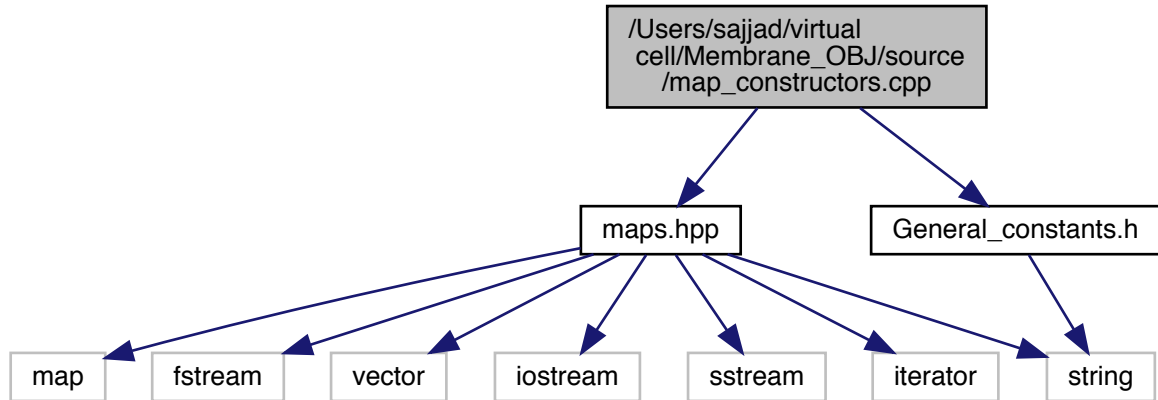 /Users/sajjad/virtual
cell/Membrane_OBJ/source
/map_constructors.cpp
maps.hpp
General_constants.h
map
fstream
vector
iostream
sstream
iterator
string